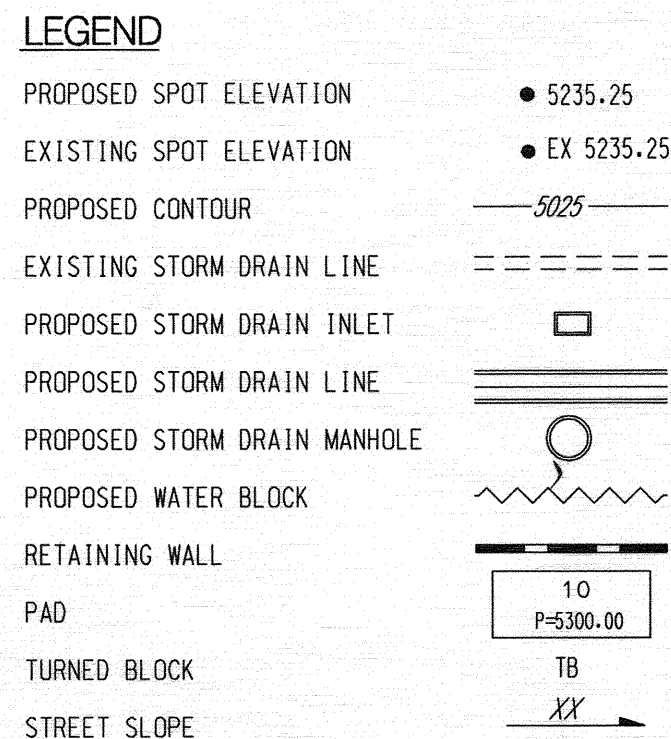 LEGEND
PROPOSED SPOT ELEVATION 5235.25
EXISTING SPOT ELEVATION EX 5235.25
PROPOSED CONTOUR 5025
EXISTING STORM DRAIN LINE
PROPOSED STORM DRAIN INLET
PROPOSED STORM DRAIN LINE
PROPOSED STORM DRAIN MANHOLE
PROPOSED WATER BLOCK
RETAINING WALL
PAD 10
P=5300.00
TURNED BLOCK TB
STREET SLOPE XX